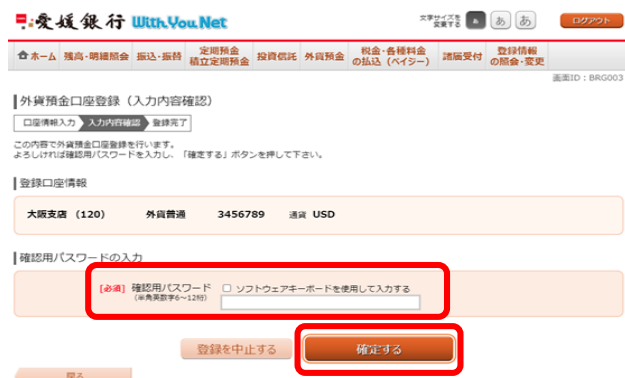 愛媛銀行 With You Net
文字サイズを
変更する あ あ あ
ログアウト
ホーム 残高・明細照会 振込・振替 定期預金
積立定期預金 投資信託 外貨預金 税金・各種料金
の払込（ペイジー） 諸届受付 登録情報
の照会・変更
画面ID：BRG003
外貨預金口座登録（入力内容確認）
口座情報入力 入力内容確認 登録完了
この内容で外貨預金口座登録を行います。
よろしければ確認用パスワードを入力し、「確定する」ボタンを押して下さい。
登録口座情報
大阪支店 （120） 外貨普通 3456789 通貨 USD
確認用パスワードの入力
[必須] 確認用パスワード
（半角英数字6～12桁）
ソフトウェアキーボードを使用して入力する
登録を中止する 確定する
戻る